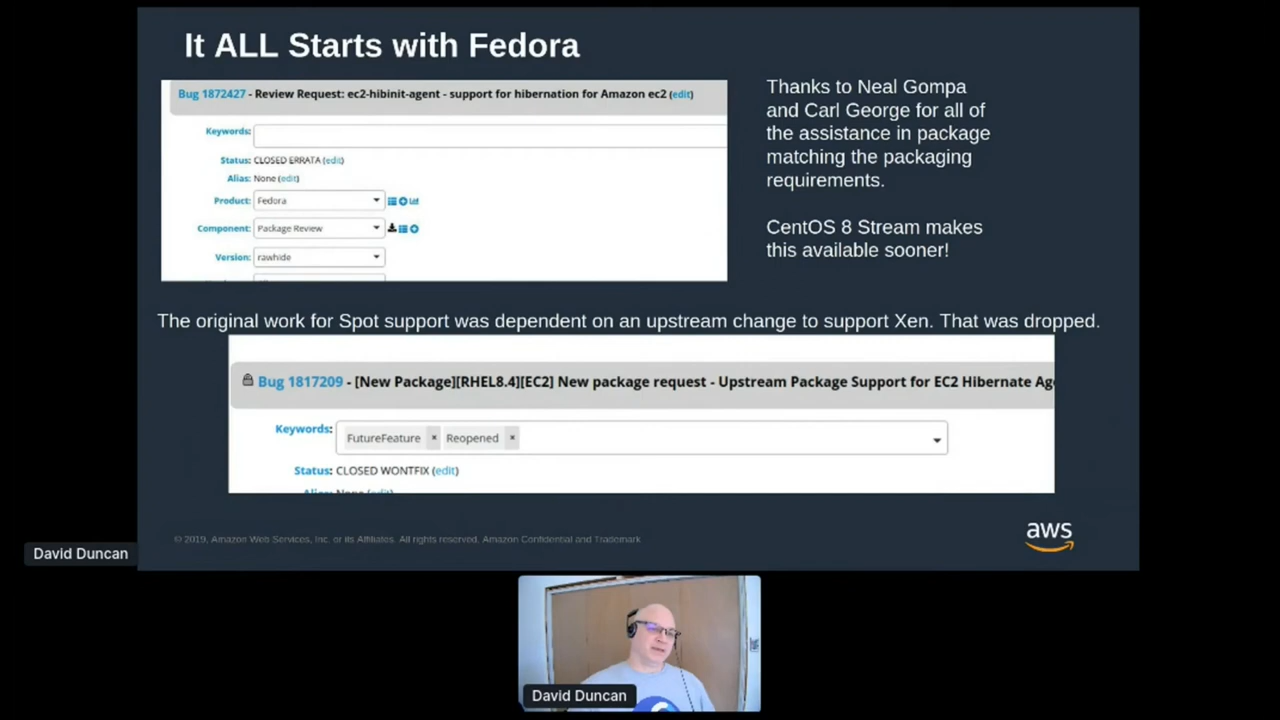 It ALL Starts with Fedora
Bug 1872427 - Review Request: ec2-hibinit-agent - support for hibernation for Amazon ec2 (edit)
Keywords:
Status: CLOSED ERRATA (edit)
Alias: None (edit)
Product: Fedora
Component: Package Review
Version: rawhide
Thanks to Neal Gompa
and Carl George for all of
the assistance in package
matching the packaging
requirements.
CentOS 8 Stream makes
this available sooner!
The original work for Spot support was dependent on an upstream change to support Xen. That was dropped.
Bug 1817209 - [New Package][RHEL8.4][EC2] New package request - Upstream Package Support for EC2 Hibernate Age
Keywords: FutureFeature × Reopened ×
Status: CLOSED WONTFIX (edit)
Alias: None (edit)
© 2019, Amazon Web Services, Inc. or its Affiliates. All rights reserved. Amazon Confidential and Trademark
aws
David Duncan
David Duncan